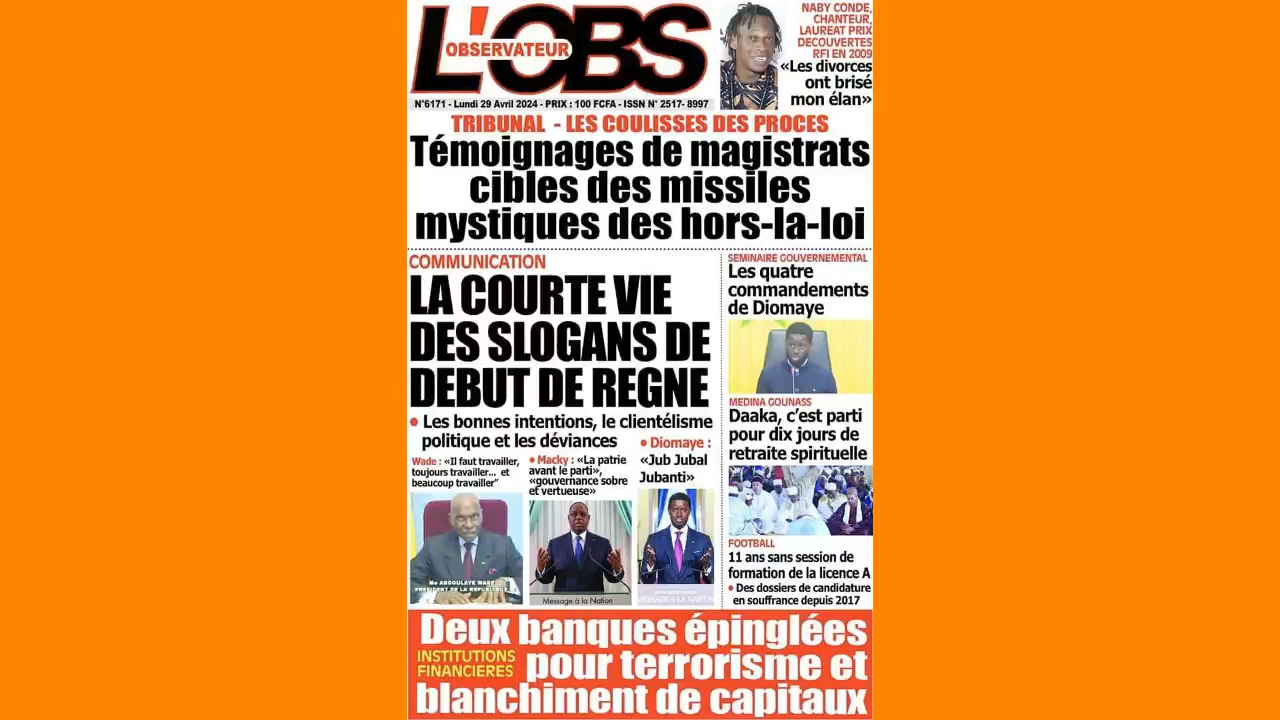 L'OBS
OBSERVATEUR
N°6171 - Lundi 29 Avril 2024 - PRIX : 100 FCFA - ISSN N° 2517- 8997
NABY CONDE,
CHANTEUR,
LAUREAT PRIX
DECOUVERTES
RFI EN 2009
«Les divorces
ont brisé
mon élan»
TRIBUNAL - LES COULISSES DES PROCES
Témoignages de magistrats
cibles des missiles
mystiques des hors-la-loi
COMMUNICATION
LA COURTE VIE
DES SLOGANS DE
DEBUT DE REGNE
• Les bonnes intentions, le clientélisme
politique et les déviances
Wade : «Il faut travailler,
toujours travailler... et
beaucoup travailler"
Me ABDOULAYE WADE
PRESIDENT DE LA REPUBLIQUE
• Macky : «La patrie
avant le parti»,
«gouvernance sobre
et vertueuse»
Message à la Nation
• Diomaye :
«Jub Jubal
Jubanti»
MESSAGE A LA NATION
SEMINAIRE GOUVERNEMENTAL
Les quatre
commandements
de Diomaye
MEDINA GOUNASS
Daaka, c'est parti
pour dix jours de
retraite spirituelle
FOOTBALL
11 ans sans session de
formation de la licence A
• Des dossiers de candidature
en souffrance depuis 2017
INSTITUTIONS
FINANCIERES
Deux banques épinglées
pour terrorisme et
blanchiment de capitaux